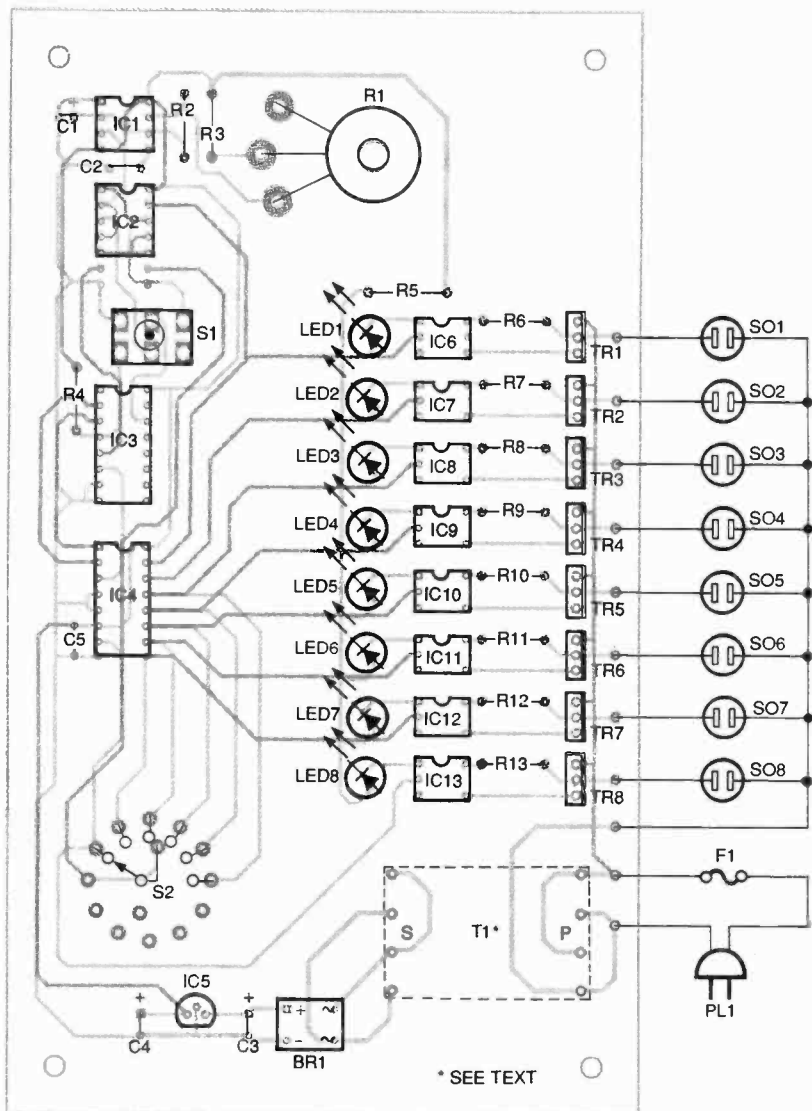 R1
C1
IC1
R2
R3
C2
IC2
S1
R4
IC3
IC4
C5
R5
LED1
IC6
R6
TR1
SO1
LED2
IC7
R7
TR2
SO2
LED3
IC8
R8
TR3
SO3
LED4
IC9
R9
TR4
SO4
LED5
IC10
R10
TR5
SO5
LED6
IC11
R11
TR6
SO6
LED7
IC12
R12
TR7
SO7
LED8
IC13
R13
TR8
SO8
S2
F1
S
T1*
P
PL1
IC5
+
+
C4
C3
+
-
BR1
* SEE TEXT